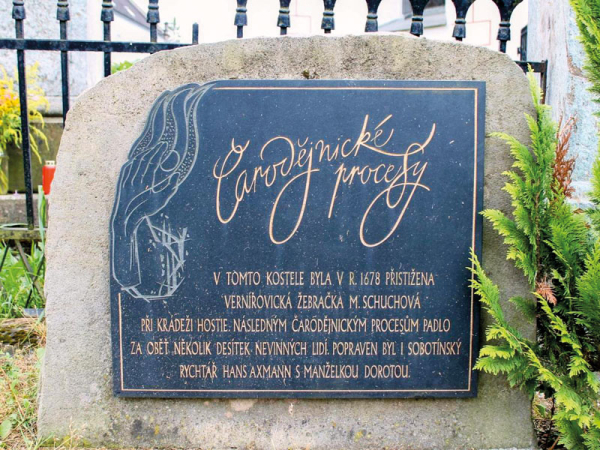 Čarodějnické
procesy
V TOMTO KOSTELE BYLA V R. 1678 PŘISTIŽENA
VERNÍŘOVICKÁ ŽEBRAČKA M. SCHUCHOVÁ
PŘI KRÁDEŽI HOSTIE. NÁSLEDNÝM ČARODĚJNICKÝM PROCESŮM PADLO
ZA OBĚŤ NĚKOLIK DESÍTEK NEVINNÝCH LIDÍ. POPRAVEN BYL I SOBOTÍNSKÝ
RYCHTÁŘ HANS AXMANN S MANŽELKOU DOROTOU.